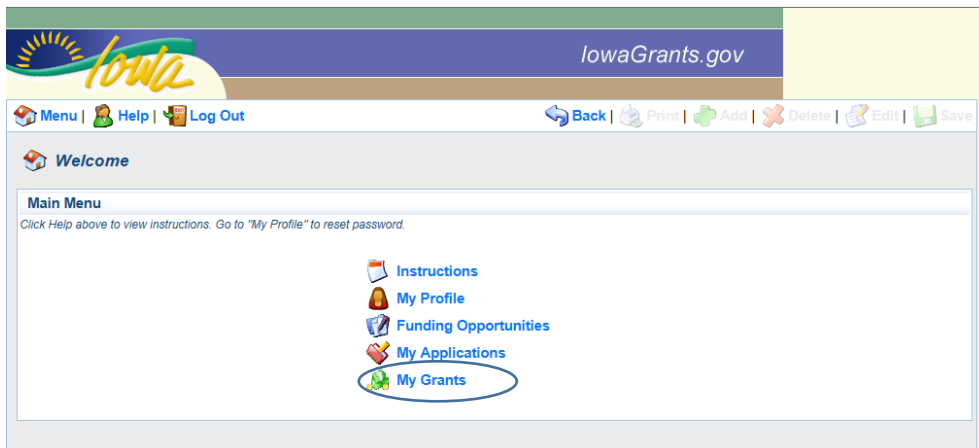 Iowa
IowaGrants.gov
Menu | Help | Log Out
Back | Print | Add | Delete | Edit | Save
Welcome
Main Menu
Click Help above to view instructions. Go to "My Profile" to reset password.
Instructions
My Profile
Funding Opportunities
My Applications
My Grants